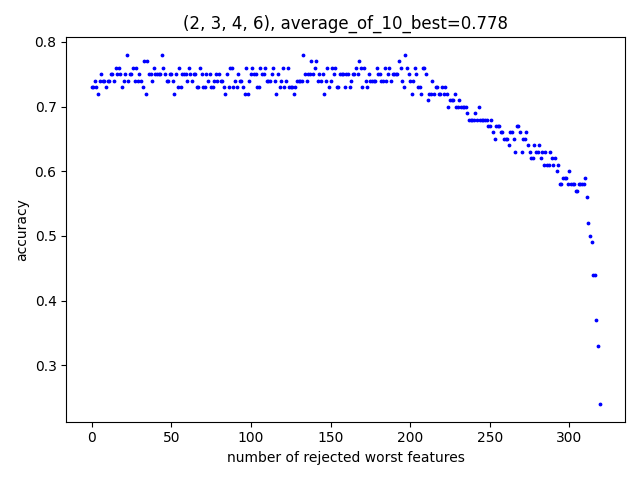 (2, 3, 4, 6), average_of_10_best=0.778
0.8
0.7
0.6
0.5
0.4
0.3
accuracy
0 50 100 150 200 250 300
number of rejected worst features